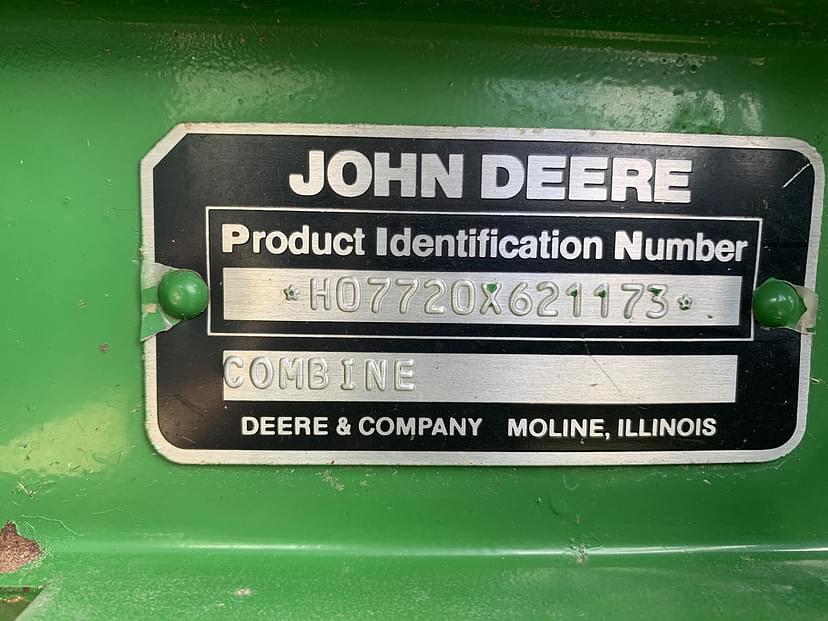 JOHN DEERE
Product Identification Number
*H07720X621173*
COMBINE
DEERE & COMPANY MOLINE, ILLINOIS